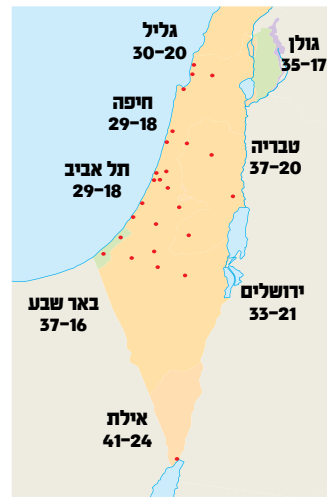 גליל
30–20
גולן
35–17
חיפה
29–18
טבריה
37–20
תל אביב
29–18
ירושלים
33–21
באר שבע
37–16
אילת
41–24